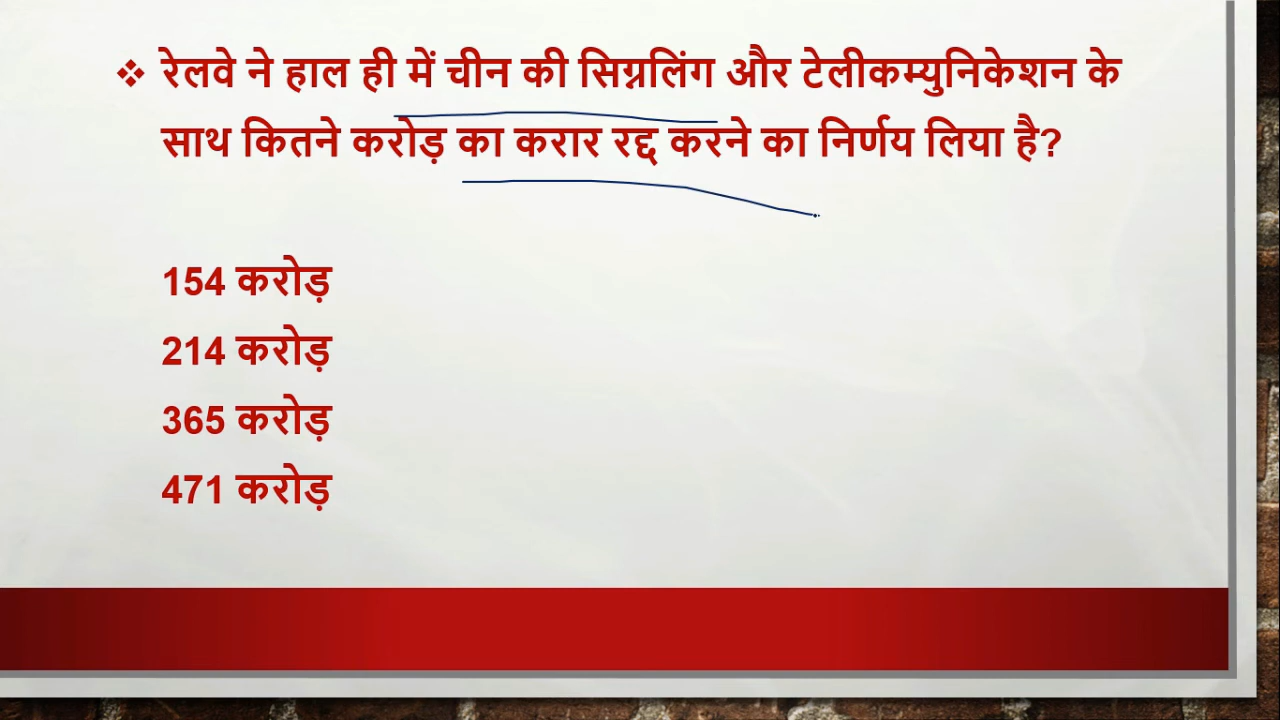 ❖ रेलवे ने हाल ही में चीन की सिग्नलिंग और टेलीकम्युनिकेशन के
साथ कितने करोड़ का करार रद्द करने का निर्णय लिया है?
154 करोड़
214 करोड़
365 करोड़
471 करोड़